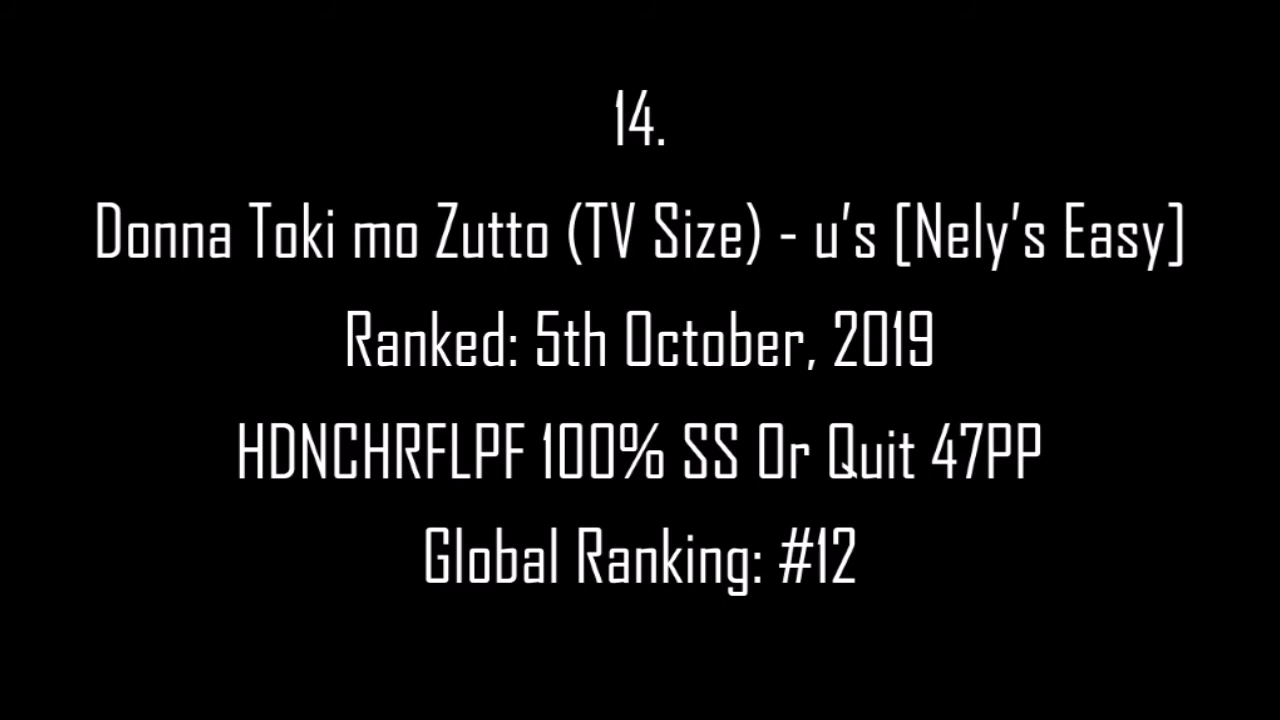 14.
Donna Toki mo Zutto (TV Size) - u's [Nely's Easy]
Ranked: 5th October, 2019
HDNCHRFLPF 100% SS Or Quit 47PP
Global Ranking: #12